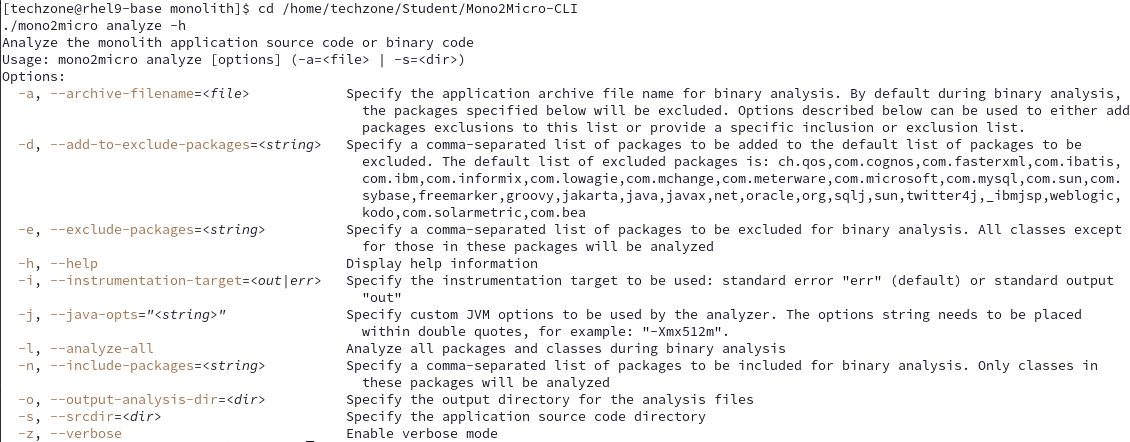 [techzone@rhel9-base monolith]$ cd /home/techzone/Student/Mono2Micro-CLI
./mono2micro analyze -h
Analyze the monolith application source code or binary code
Usage: mono2micro analyze [options] (-a=<file> | -s=<dir>)
Options:
-a, --archive-filename=<file> Specify the application archive file name for binary analysis. By default during binary analysis,
the packages specified below will be excluded. Options described below can be used to either add
packages exclusions to this list or provide a specific inclusion or exclusion list.
-d, --add-to-exclude-packages=<string> Specify a comma-separated list of packages to be added to the default list of packages to be
excluded. The default list of excluded packages is: ch.qos,com.cognos,com.fasterxml,com.ibatis,
com.ibm,com.informix,com.lowagie,com.mchange,com.meterware,com.microsoft,com.mysql,com.sun,com.
sybase,freemarker,groovy,jakarta,java,javax,net,oracle,org,sqlj,sun,twitter4j,_ibmjsp,weblogic,
kodo,com.solarmetric,com.bea
-e, --exclude-packages=<string> Specify a comma-separated list of packages to be excluded for binary analysis. All classes except
for those in these packages will be analyzed
-h, --help Display help information
-i, --instrumentation-target=<out|err> Specify the instrumentation target to be used: standard error "err" (default) or standard output
"out"
-j, --java-opts="<string>" Specify custom JVM options to be used by the analyzer. The options string needs to be placed
within double quotes, for example: "-Xmx512m".
-l, --analyze-all Analyze all packages and classes during binary analysis
-n, --include-packages=<string> Specify a comma-separated list of packages to be included for binary analysis. Only classes in
these packages will be analyzed
-o, --output-analysis-dir=<dir> Specify the output directory for the analysis files
-s, --srcdir=<dir> Specify the application source code directory
-z, --verbose Enable verbose mode